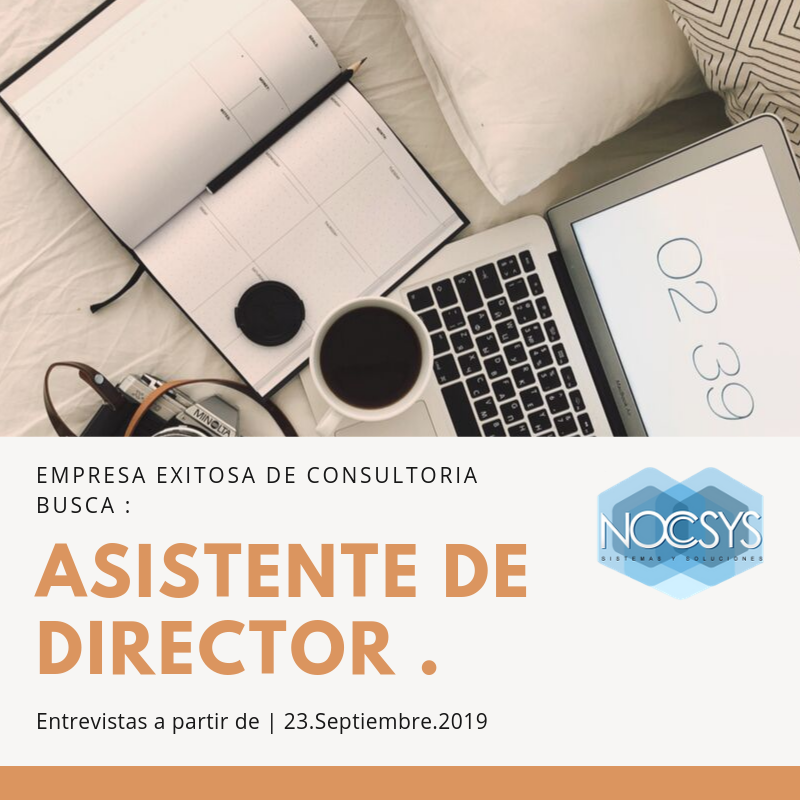 02 39
MINOLTA
EMPRESA EXITOSA DE CONSULTORIA
BUSCA :
NOCCSYS
SISTEMAS Y SOLUCIONES
ASISTENTE DE
DIRECTOR .
Entrevistas a partir de | 23.Septiembre.2019